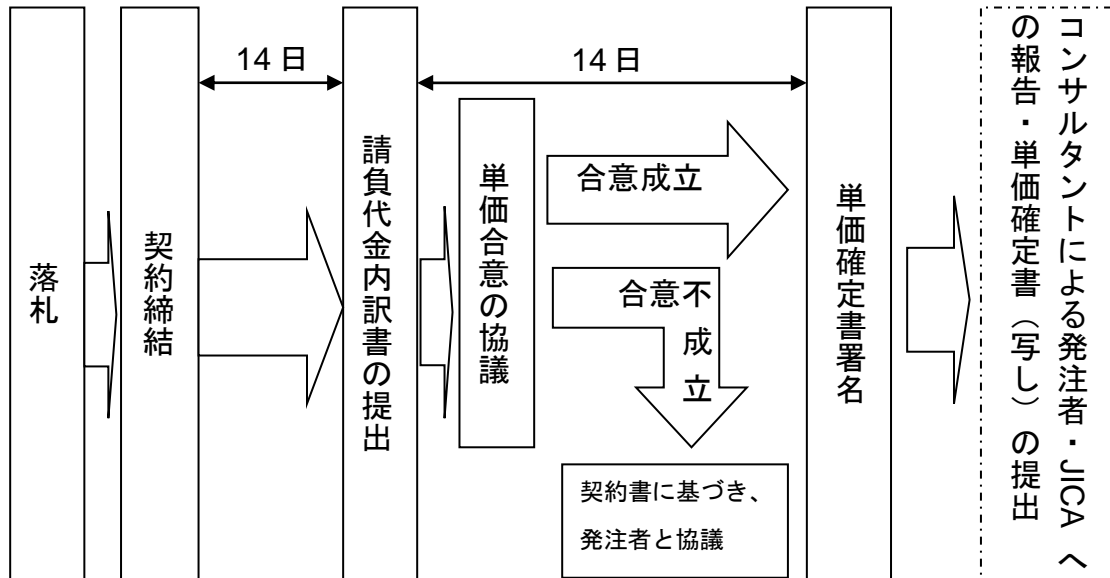 落札
契約締結
14 日
請負代金内訳書の提出
14 日
単価合意の協議
合意成立
合意不成立
契約書に基づき、
発注者と協議
単価確定書署名
コンサルタントによる発注者・JICA へ
の報告・単価確定書（写し）の提出